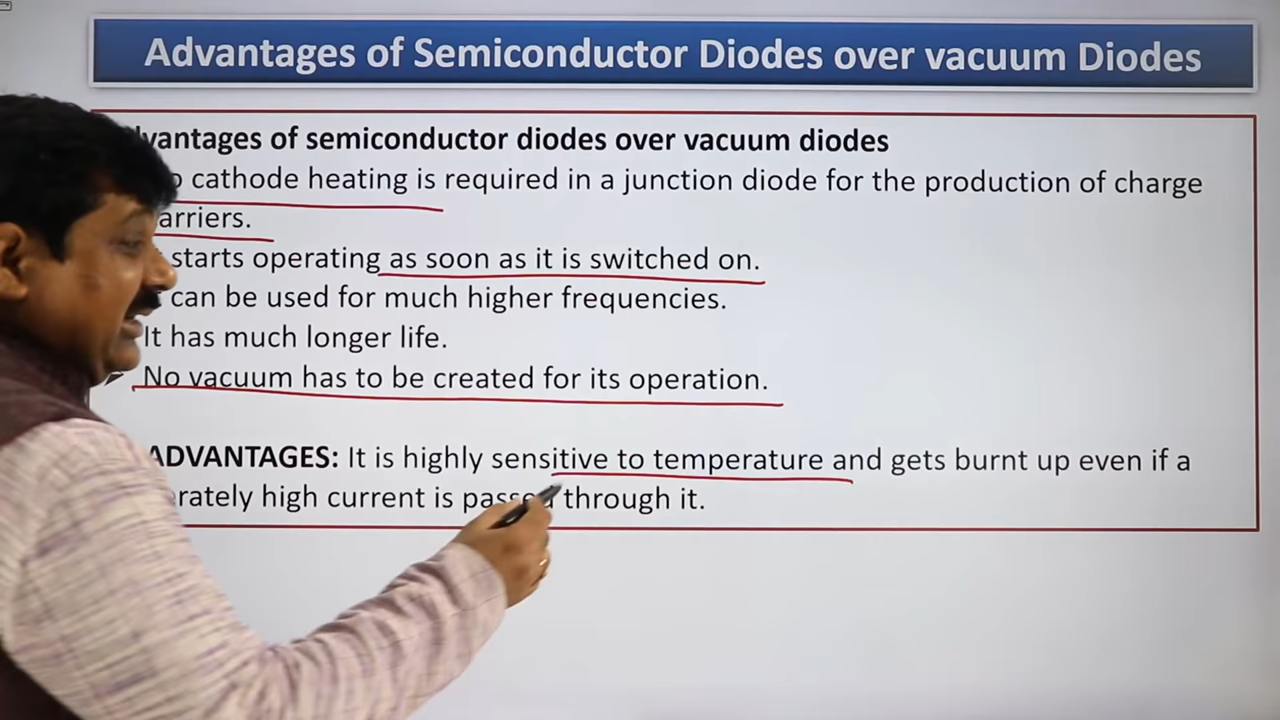 Advantages of Semiconductor Diodes over vacuum Diodes
vantages of semiconductor diodes over vacuum diodes
cathode heating is required in a junction diode for the production of charge
arriers.
starts operating as soon as it is switched on.
can be used for much higher frequencies.
It has much longer life.
No vacuum has to be created for its operation.
ADVANTAGES: It is highly sensitive to temperature and gets burnt up even if a
rately high current is passed through it.